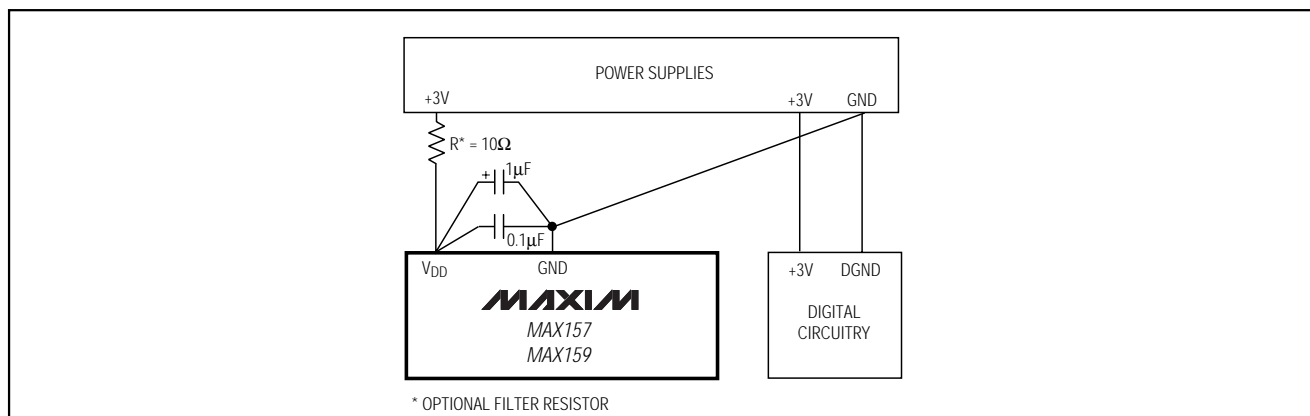 POWER SUPPLIES
+3V +3V GND
R* = 10Ω
+ 1μF
0.1μF
VDD GND
+3V DGND
MAXIM
MAX157
MAX159
DIGITAL
CIRCUITRY
* OPTIONAL FILTER RESISTOR